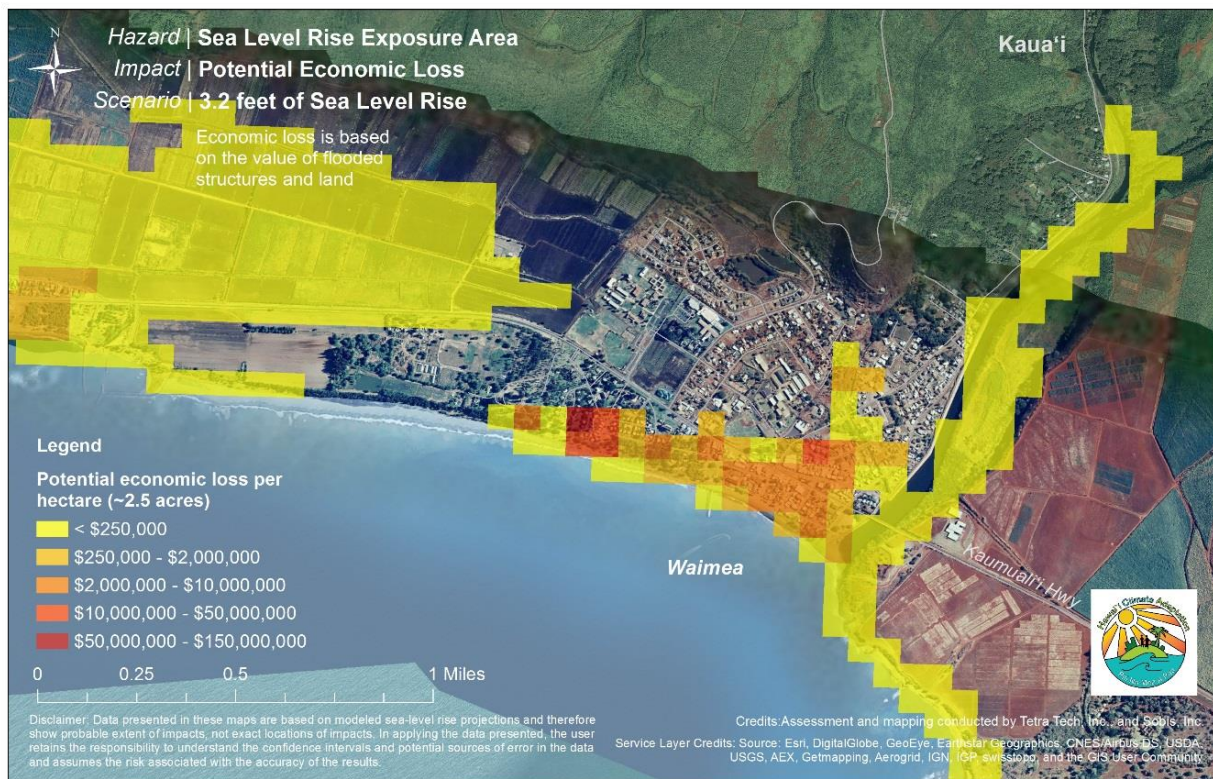 N
Hazard | Sea Level Rise Exposure Area
Impact | Potential Economic Loss
Scenario | 3.2 feet of Sea Level Rise
Economic loss is based
on the value of flooded
structures and land
Kaua‘i
Legend
Potential economic loss per
hectare (~2.5 acres)
< $250,000
$250,000 - $2,000,000
$2,000,000 - $10,000,000
$10,000,000 - $50,000,000
$50,000,000 - $150,000,000
0 0.25 0.5 1 Miles
Waimea
Kaumuali‘i Hwy
Hawai‘i Climate Adaptation
Disclaimer: Data presented in these maps are based on modeled sea-level rise projections and therefore
show probable extent of impacts, not exact locations of impacts. In applying the data presented, the user
retains the responsibility to understand the confidence intervals and potential sources of error in the data
and assumes the risk associated with the accuracy of the results.
Credits:Assessment and mapping conducted by Tetra Tech, Inc., and Sobis, Inc.
Service Layer Credits: Source: Esri, DigitalGlobe, GeoEye, Earthstar Geographics, CNES/Airbus DS, USDA,
USGS, AEX, Getmapping, Aerogrid, IGN, IGP, swisstopo, and the GIS User Community